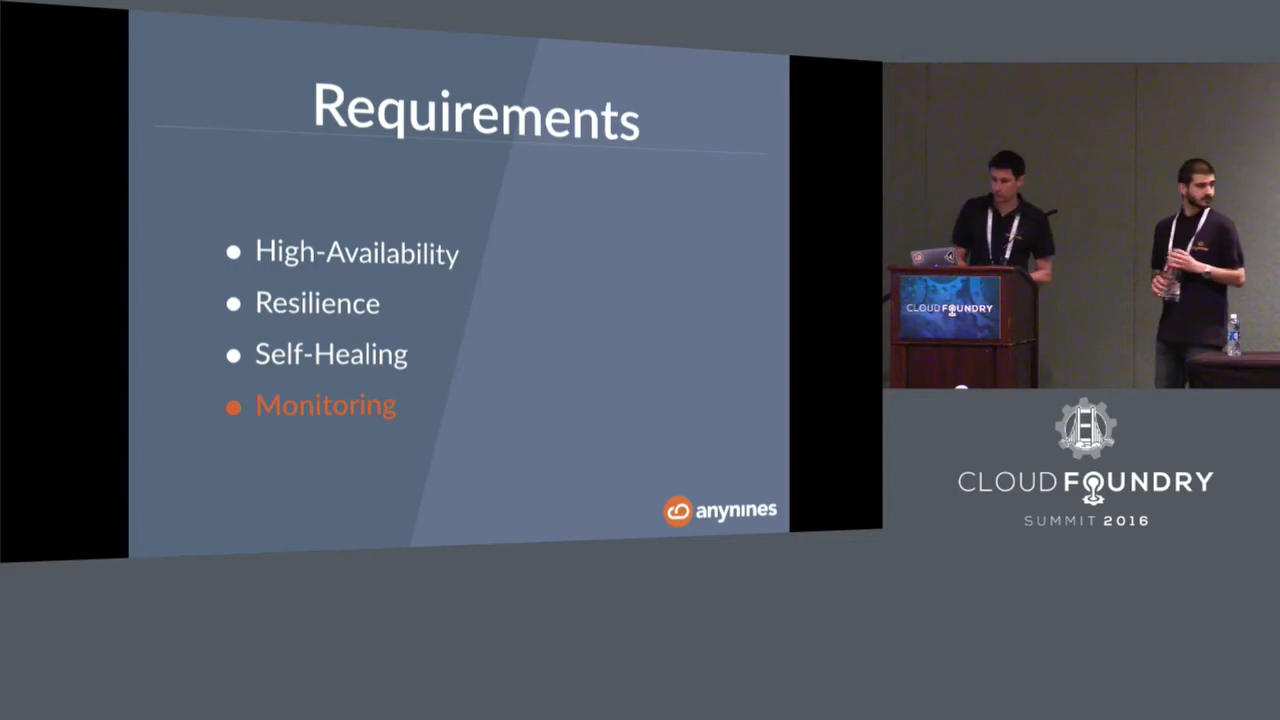 Requirements
High-Availability
Resilience
Self-Healing
Monitoring
anynines
CLOUD FOUNDRY
CLOUD FOUNDRY
SUMMIT 2016